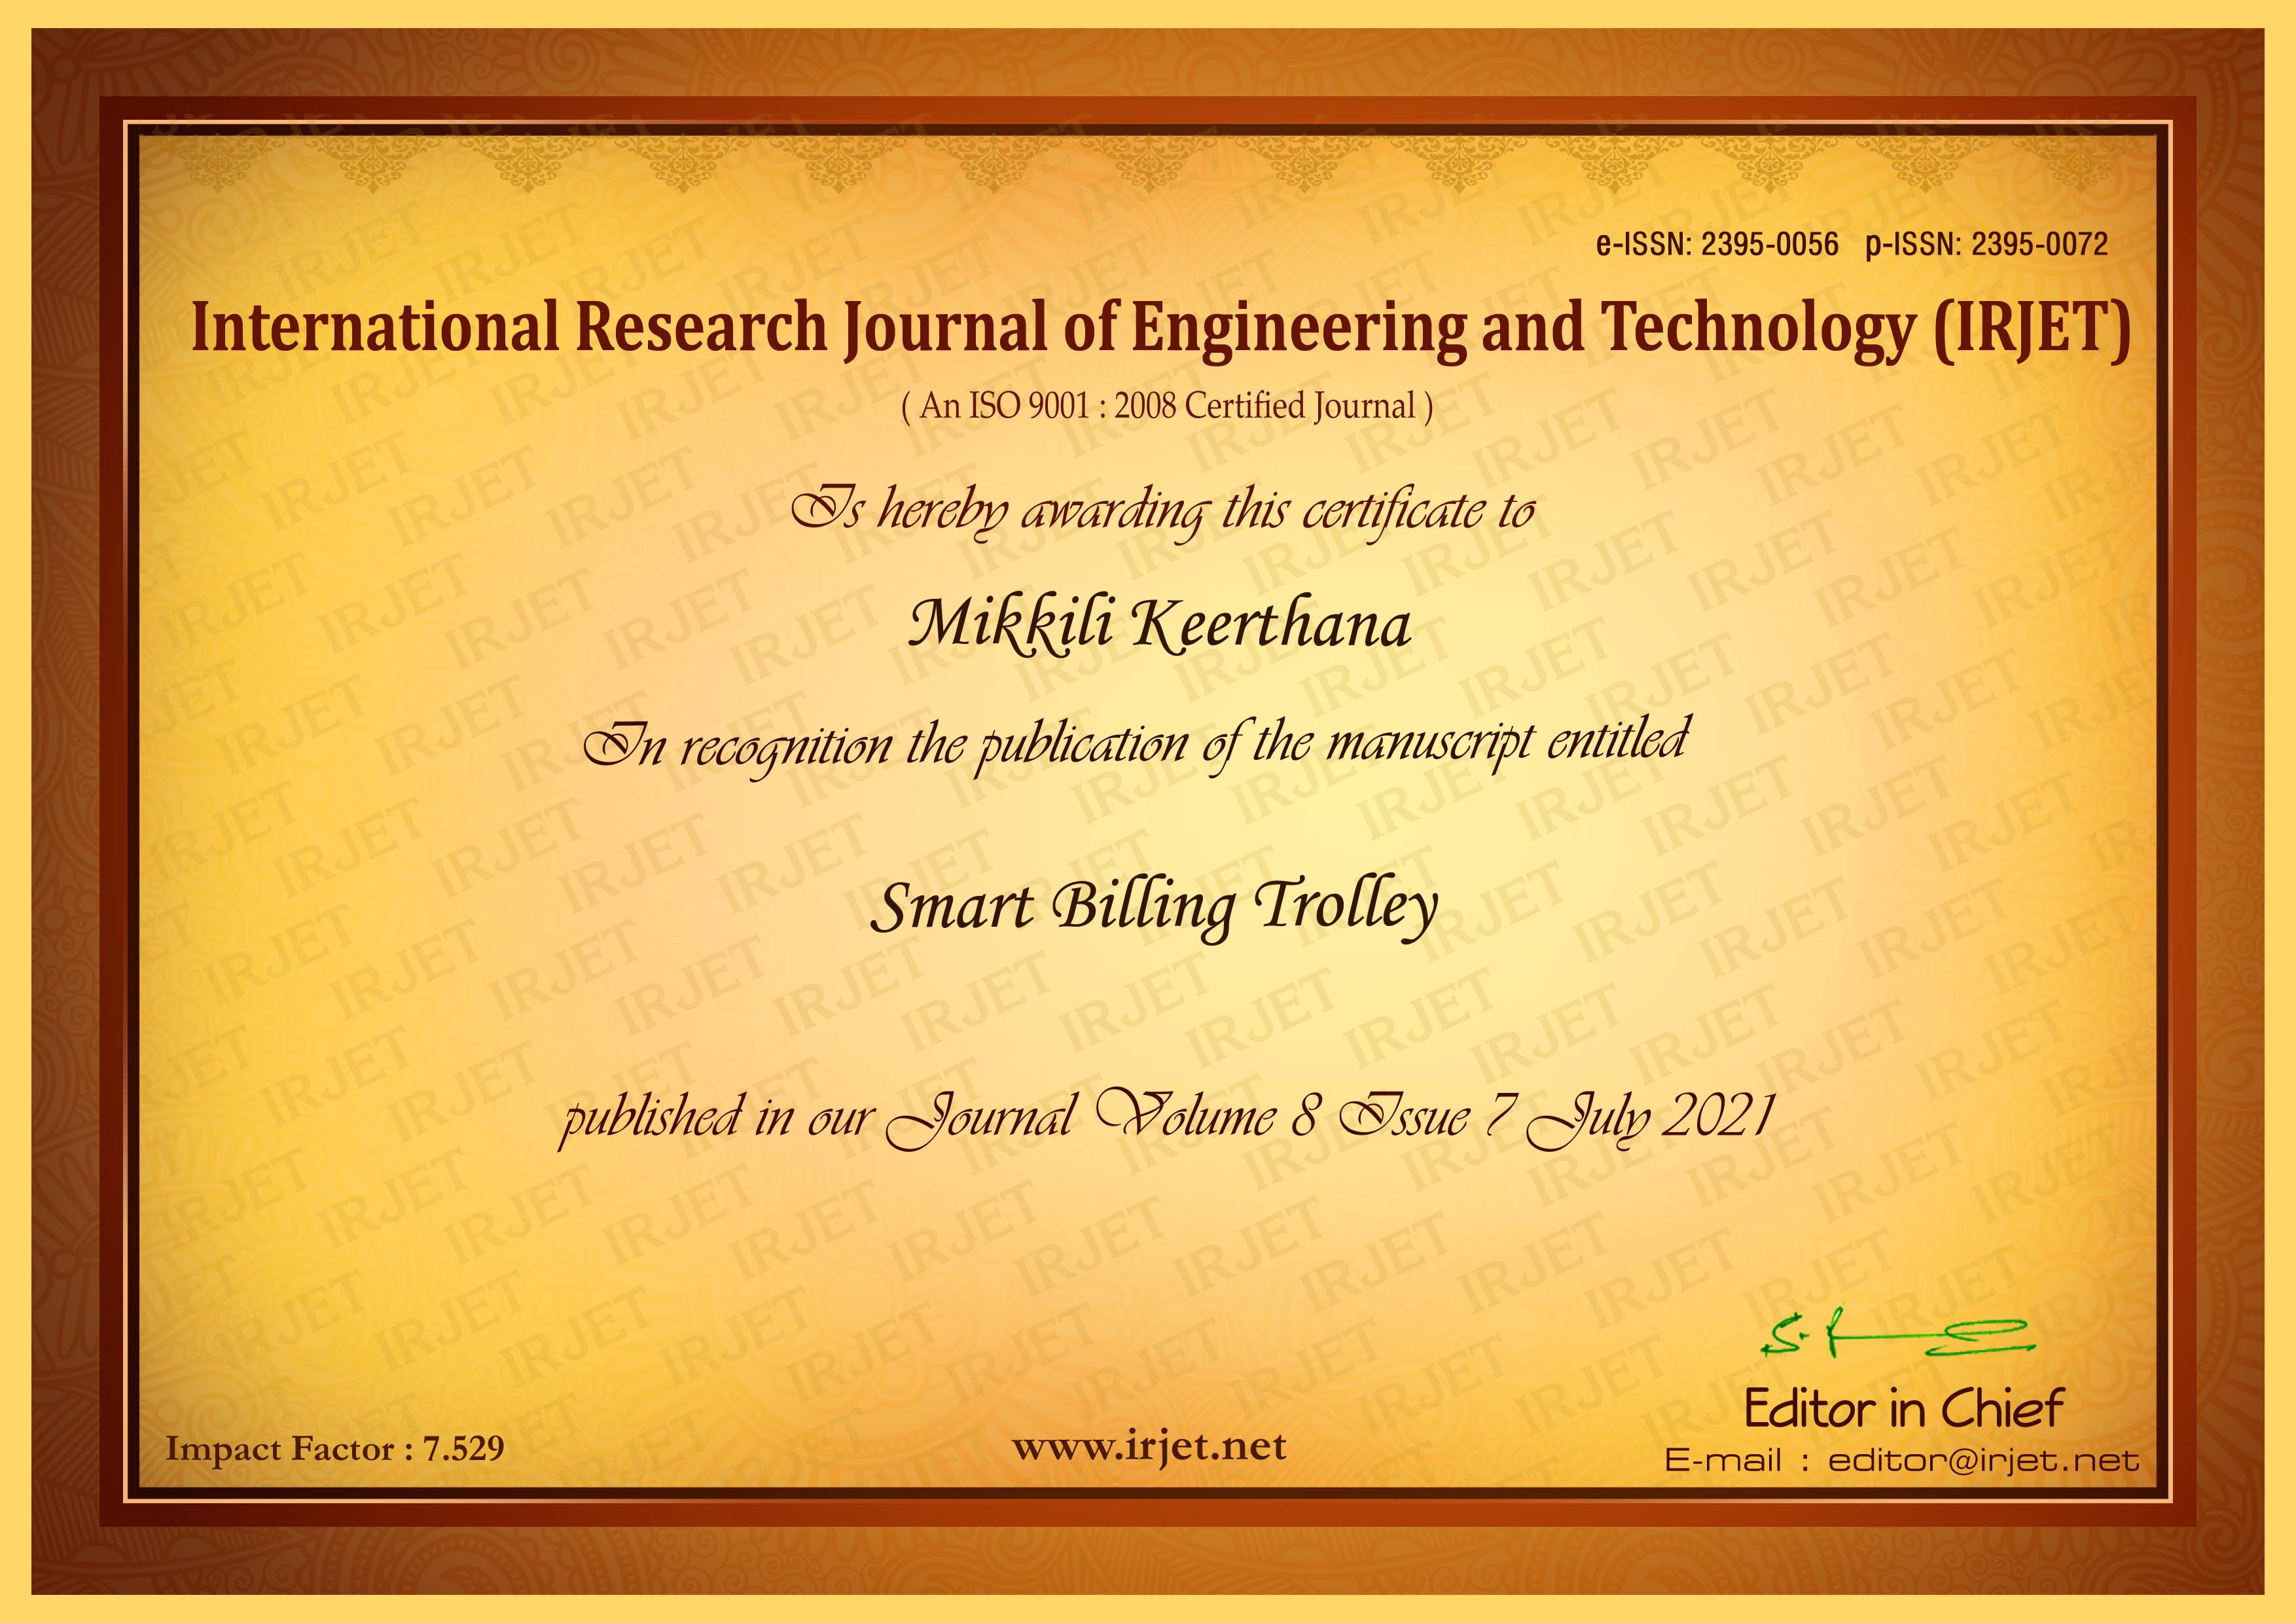 e-ISSN: 2395-0056 p-ISSN: 2395-0072
International Research Journal of Engineering and Technology (IRJET)
( An ISO 9001 : 2008 Certified Journal )
Is hereby awarding this certificate to
Mikkili Keerthana
In recognition the publication of the manuscript entitled
Smart Billing Trolley
published in our Journal Volume 8 Issue 7 July 2021
Editor in Chief
Impact Factor : 7.529
www.irjet.net
E-mail : editor@irjet.net